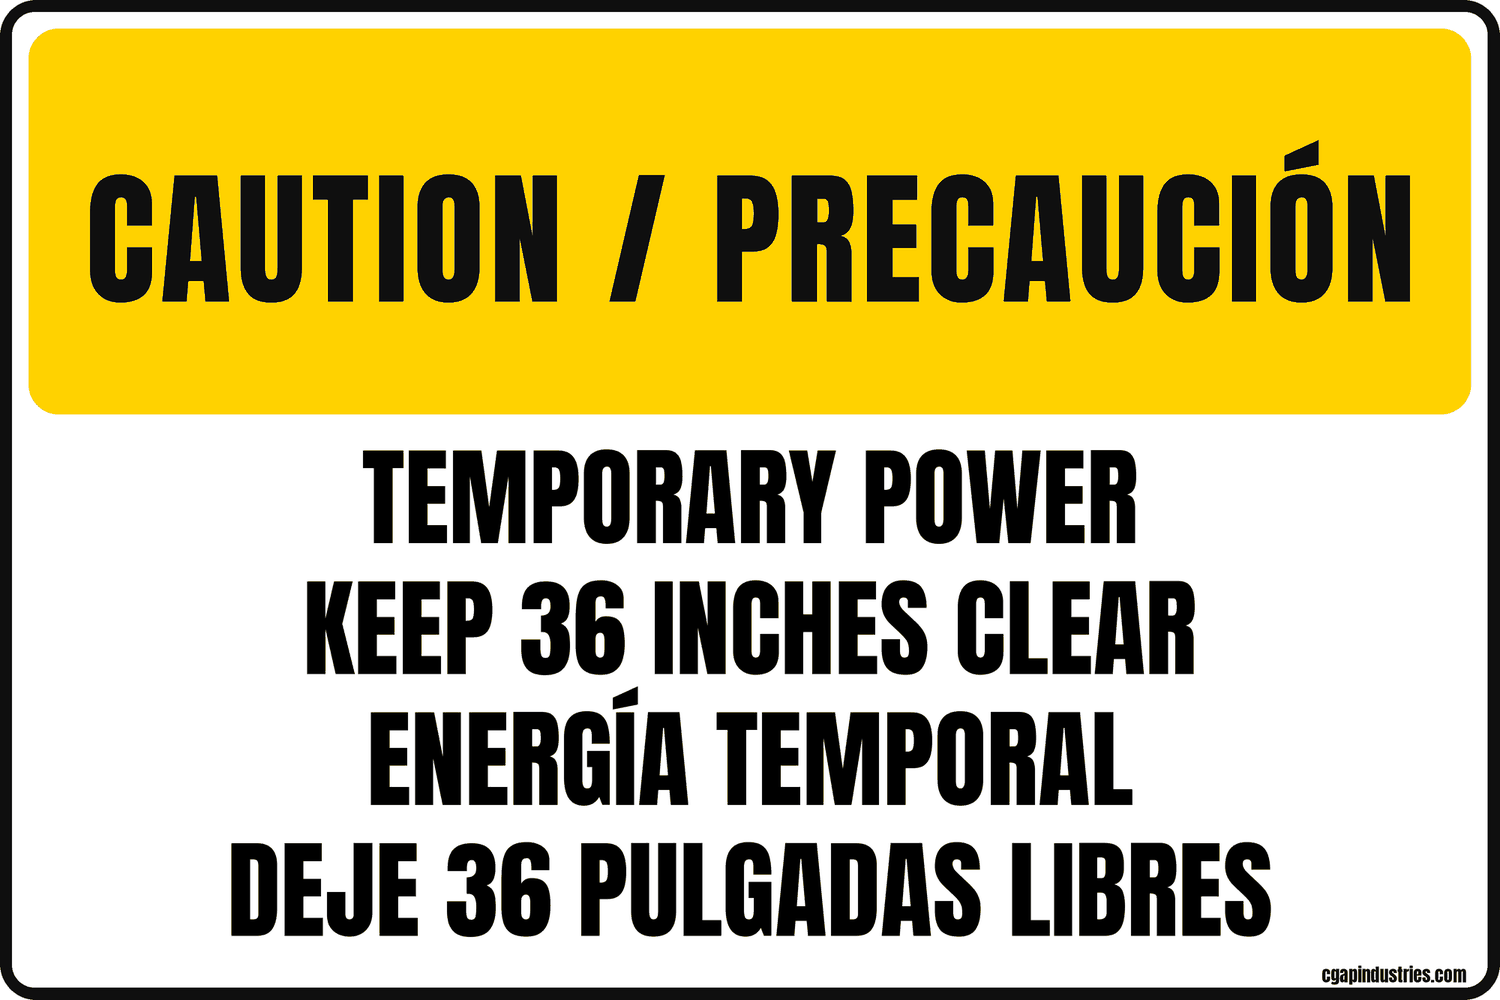 CAUTION / PRECAUCIÓN
TEMPORARY POWER
KEEP 36 INCHES CLEAR
ENERGÍA TEMPORAL
DEJE 36 PULGADAS LIBRES
cgapindustries.com